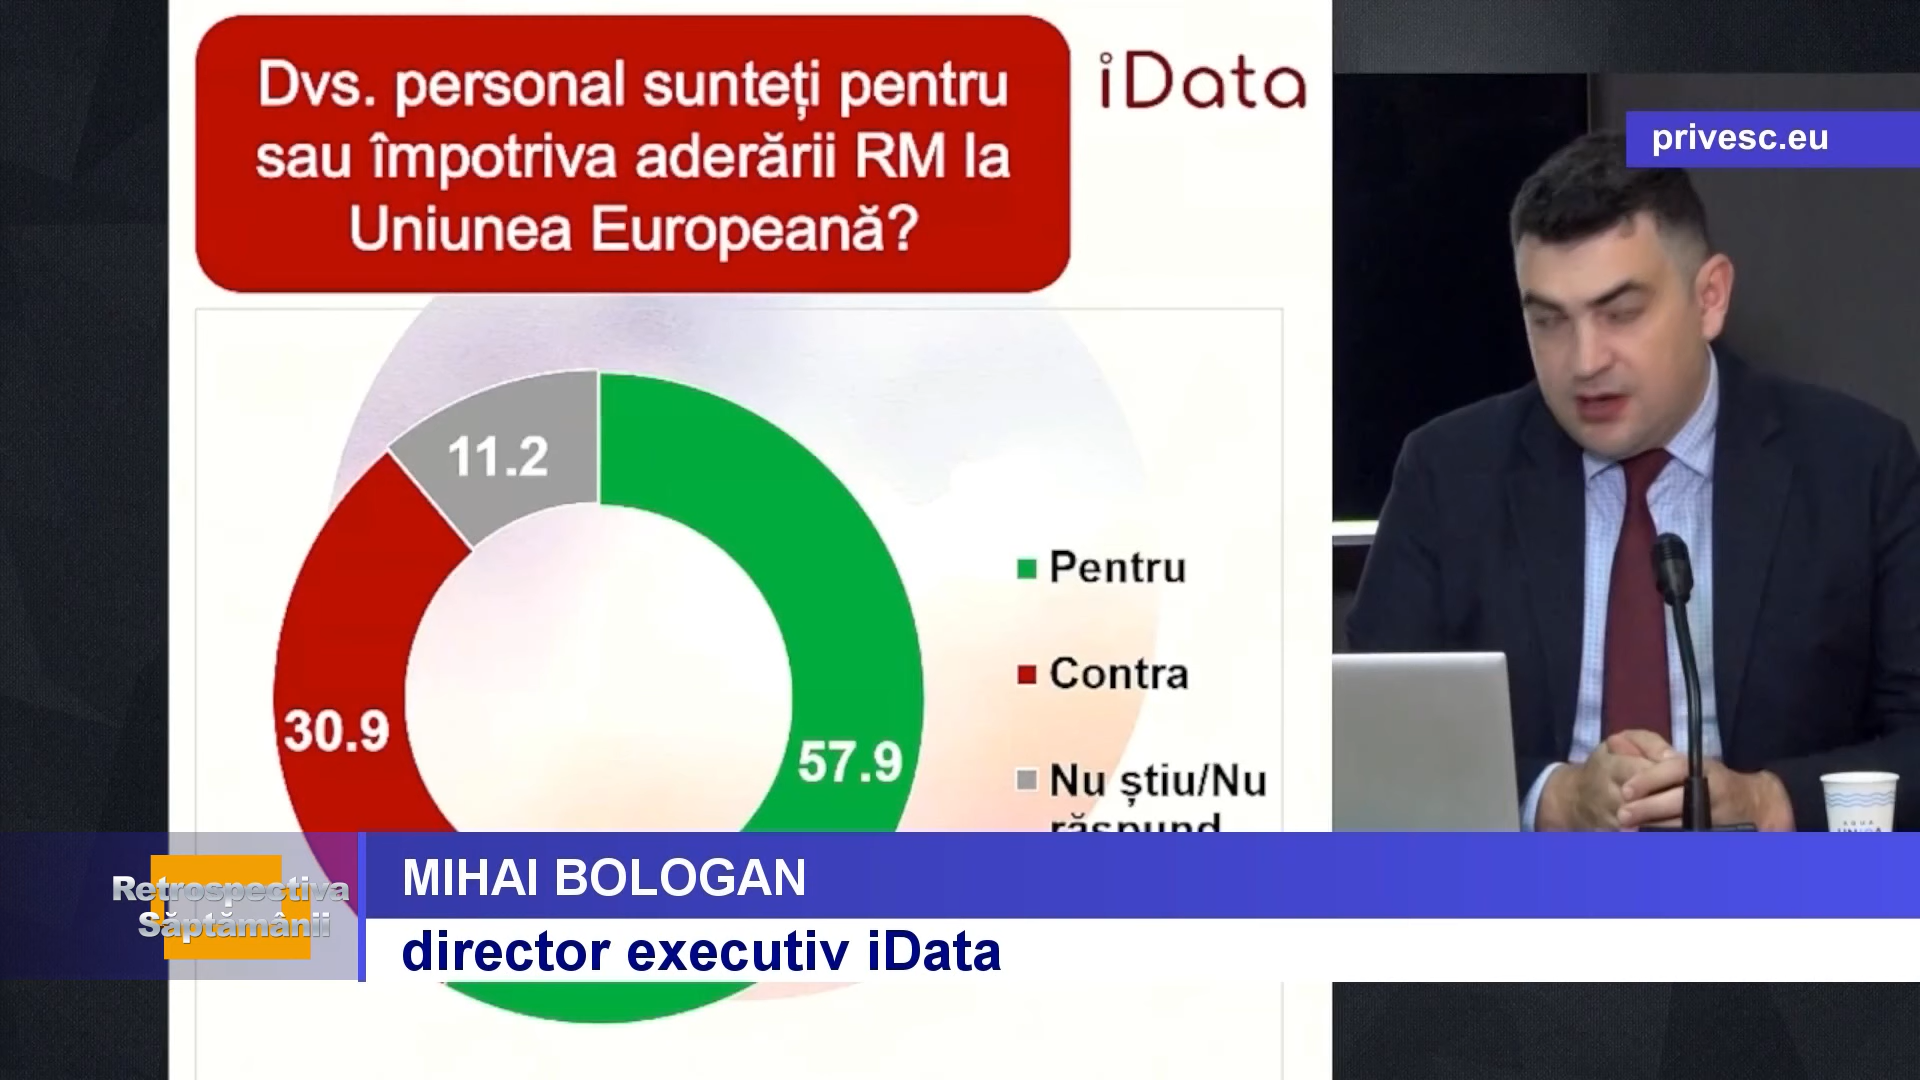 Dvs. personal sunteți pentru
sau împotriva aderării RM la
Uniunea Europeană?
iData
privesc.eu
11.2
30.9
57.9
Pentru
Contra
Nu știu/Nu
răspund
Retrospectiva
Săptămânii
MIHAI BOLOGAN
director executiv iData